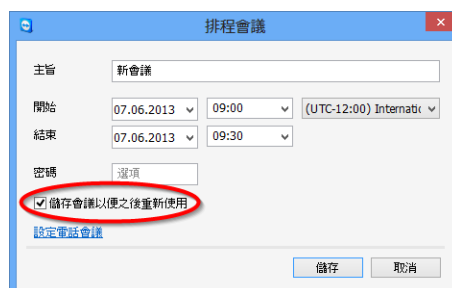 排程會議
主旨 新會議
開始 07.06.2013 09:00 (UTC-12:00) Internatic
結束 07.06.2013 09:30
密碼 選項
儲存會議以便之後重新使用
設定電話會議
儲存 取消